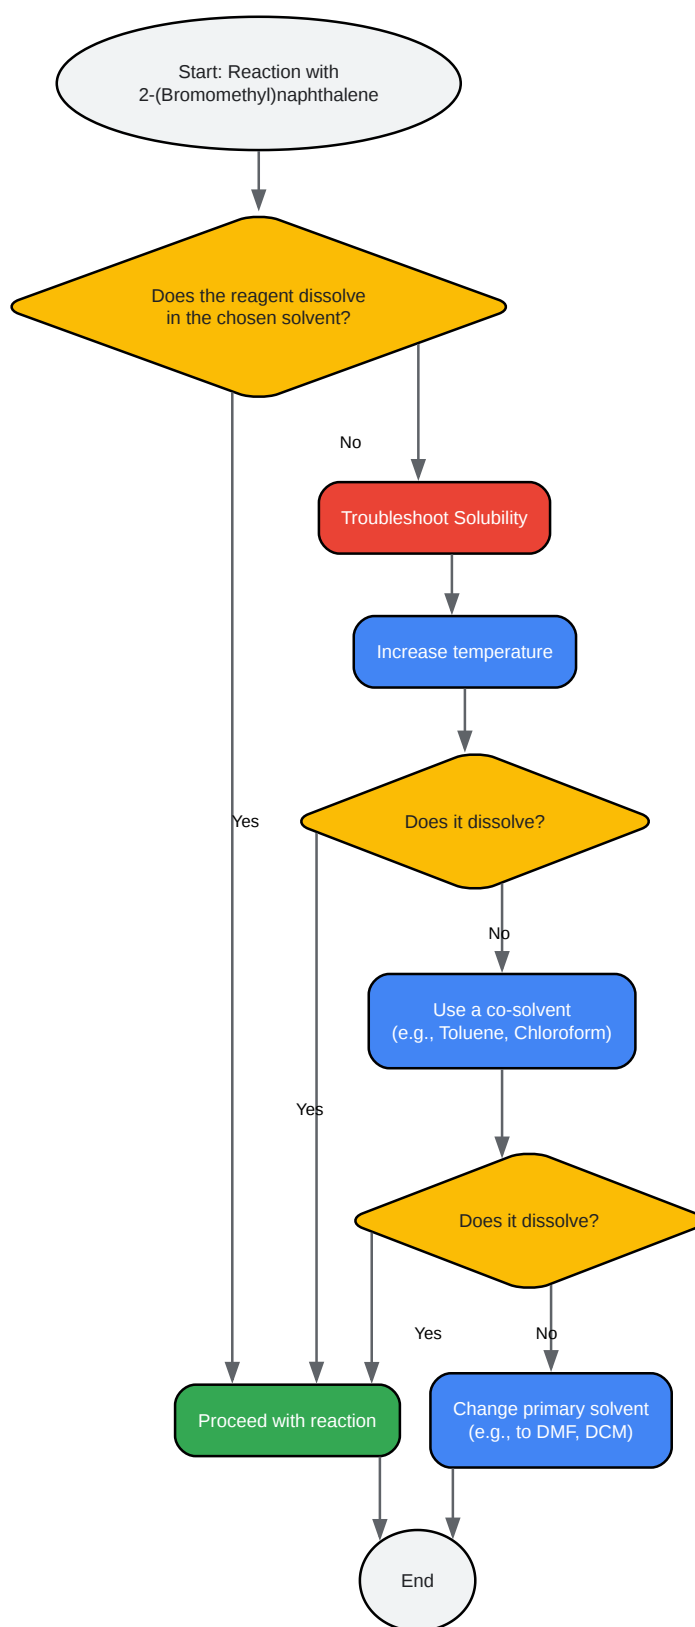 Start: Reaction with
2-(Bromomethyl)naphthalene
Does the reagent dissolve
in the chosen solvent?
No
Troubleshoot Solubility
Increase temperature
Yes
Does it dissolve?
No
Use a co-solvent
(e.g., Toluene, Chloroform)
Yes
Does it dissolve?
Yes
No
Proceed with reaction
Change primary solvent
(e.g., to DMF, DCM)
End